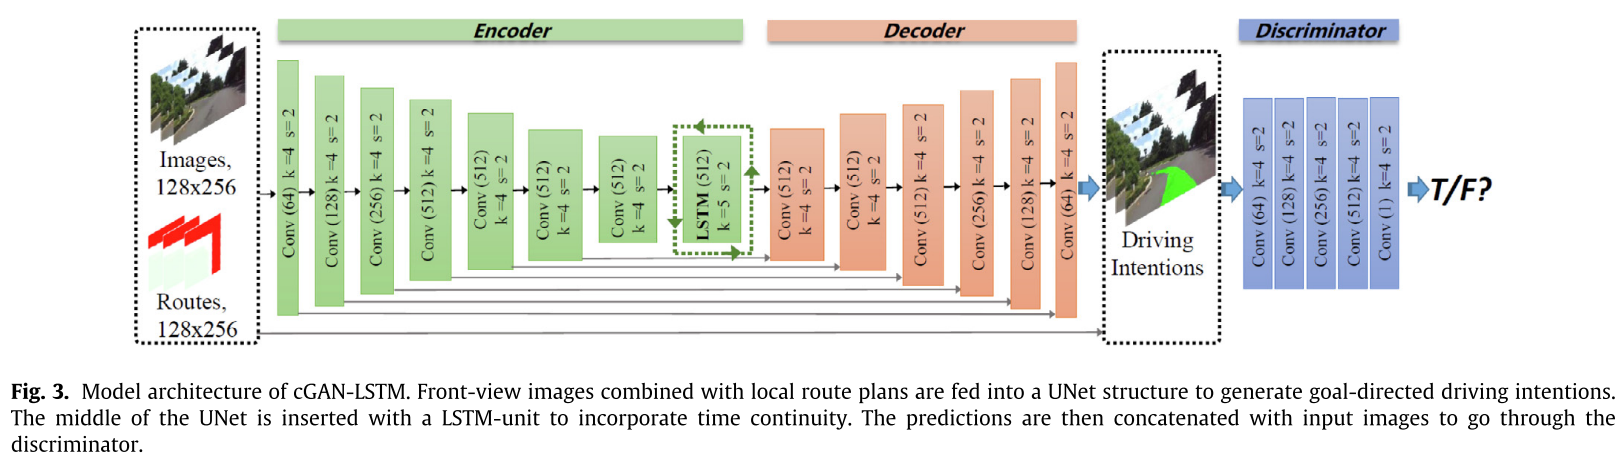 Encoder
Decoder
Discriminator
Images,
128x256
Routes,
128x256
Conv (64) k=4 s= 2
Conv (128) k=4 s= 2
Conv (256) k=4 s= 2
Conv (512) k=4 s= 2
Conv (512)
k=4 s= 2
Conv (512)
k=4 s= 2
Conv (512)
k=4 s= 2
LSTM (512)
k=5 s= 2
Conv (512)
k=4 s= 2
Conv (512)
k=4 s= 2
Conv (512) k=4 s= 2
Conv (256) k=4 s= 2
Conv (128) k=4 s= 2
Conv (64) k=4 s= 2
Driving
Intentions
Conv (64) k=4 s=2
Conv (128) k=4 s=2
Conv (256) k=4 s=2
Conv (512) k=4 s=2
Conv (1) k=4 s=2
T/F?
Fig. 3. Model architecture of cGAN-LSTM. Front-view images combined with local route plans are fed into a UNet structure to generate goal-directed driving intentions.
The middle of the UNet is inserted with a LSTM-unit to incorporate time continuity. The predictions are then concatenated with input images to go through the
discriminator.